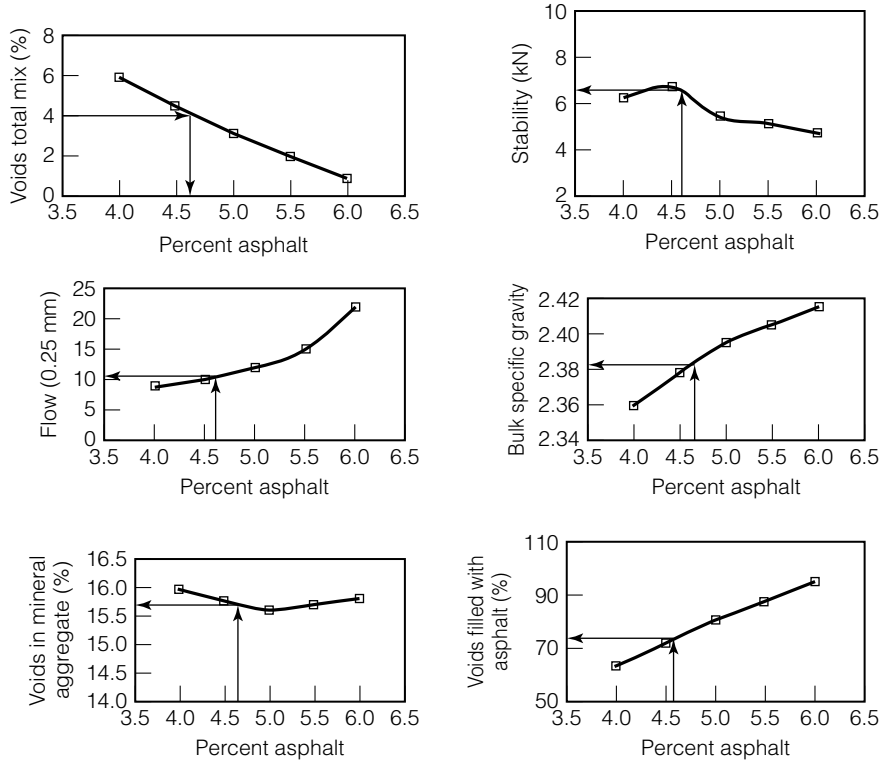 Voids total mix (%)
8
6
4
2
0
3.5 4.0 4.5 5.0 5.5 6.0 6.5
Percent asphalt
Stability (kN)
10
8
6
4
2
3.5 4.0 4.5 5.0 5.5 6.0 6.5
Percent asphalt
Flow (0.25 mm)
25
20
15
10
5
0
3.5 4.0 4.5 5.0 5.5 6.0 6.5
Percent asphalt
Bulk specific gravity
2.42
2.40
2.38
2.36
2.34
3.5 4.0 4.5 5.0 5.5 6.0 6.5
Percent asphalt
Voids in mineral
aggregate (%)
16.5
16.0
15.5
15.0
14.5
14.0
3.5 4.0 4.5 5.0 5.5 6.0 6.5
Percent asphalt
Voids filled with
asphalt (%)
110
90
70
50
3.5 4.0 4.5 5.0 5.5 6.0 6.5
Percent asphalt